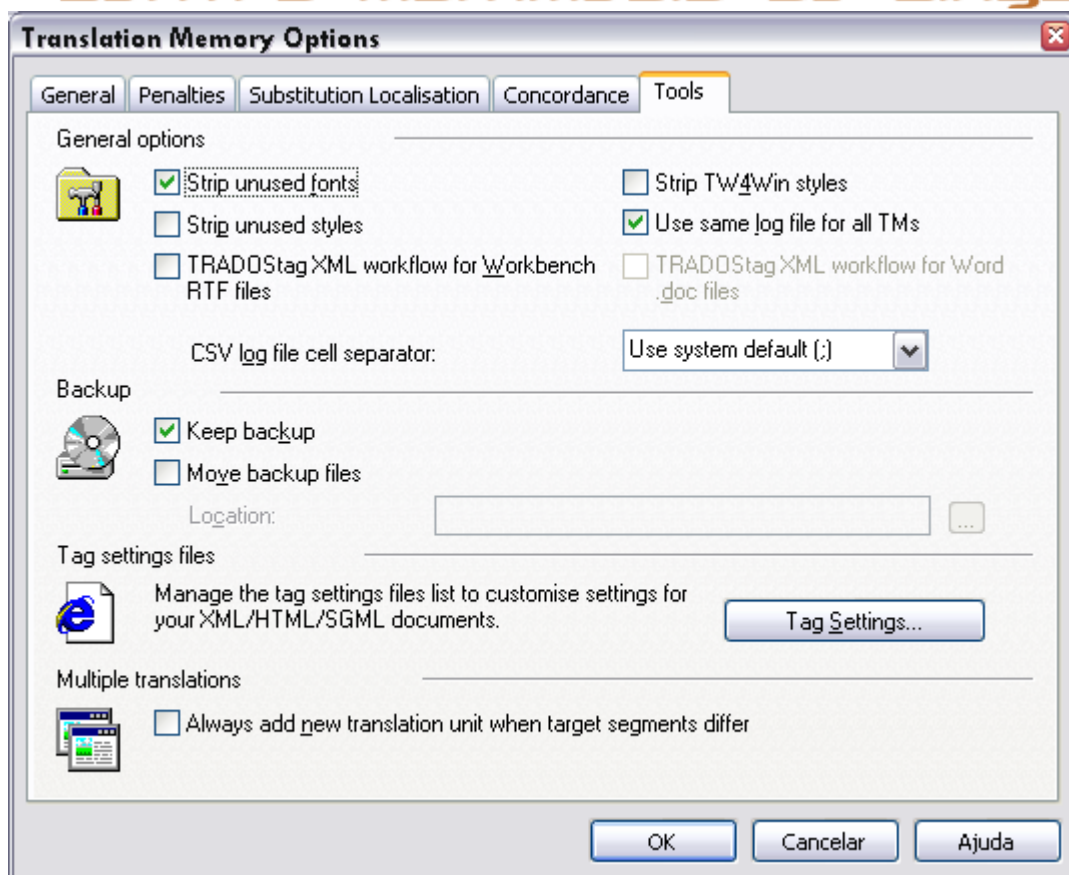 Translation Memory Options
General Penalties Substitution Localisation Concordance Tools
General options
Strip unused fonts
Strip TW4Win styles
Strip unused styles
Use same log file for all TMs
TRADOStag XML workflow for Workbench
RTF files
TRADOStag XML workflow for Word
.doc files
CSV log file cell separator:
Use system default (;)
Backup
Keep backup
Move backup files
Location:
...
Tag settings files
Manage the tag settings files list to customise settings for
your XML/HTML/SGML documents.
Tag Settings...
Multiple translations
Always add new translation unit when target segments differ
OK Cancelar Ajuda